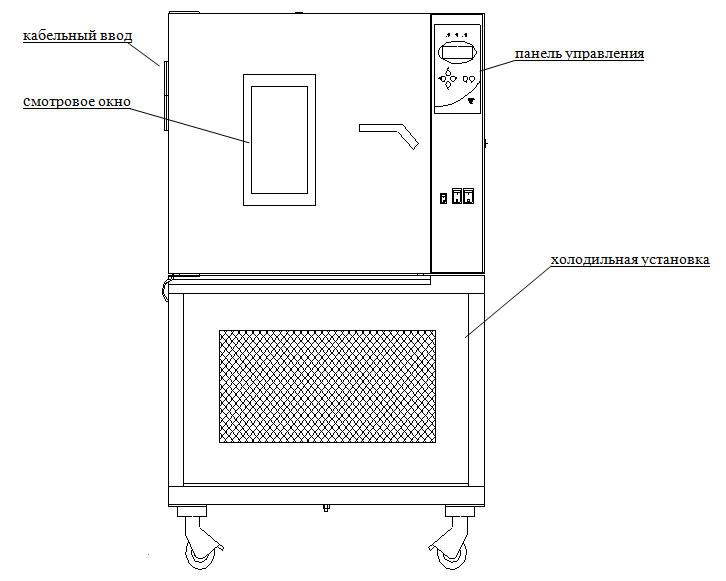 кабельный ввод
панель управления
смотровое окно
холодильная установка